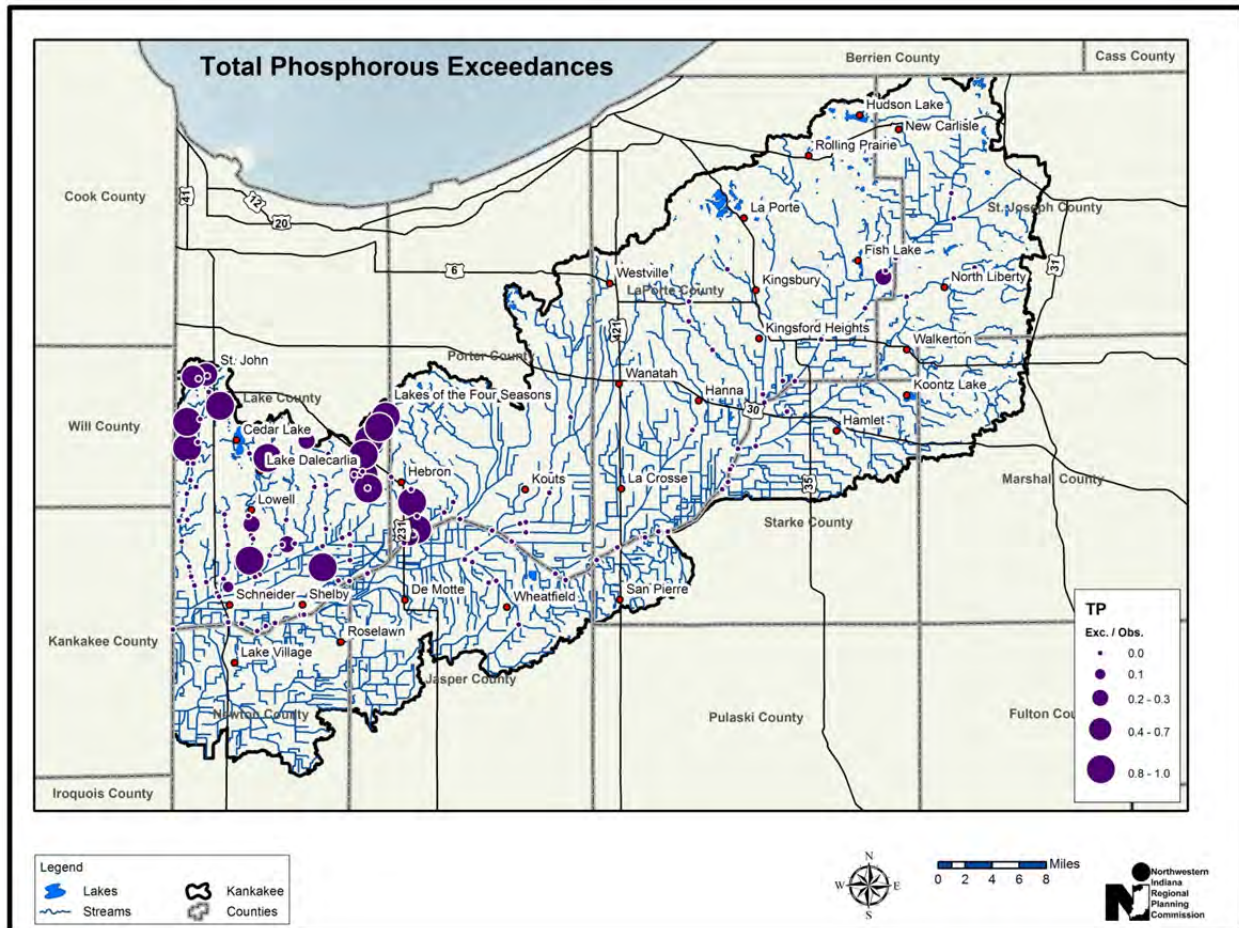 Total Phosphorous Exceedances
Berrien County
Cass County
Hudson Lake
New Carlisle
Rolling Prairie
Cook County
41
12
20
La Porte
St. Joseph County
Fish Lake
31
6
Westville
LaPorte County
Kingsbury
North Liberty
421
Kingsford Heights
Walkerton
St. John
Porter County
Wanatah
Koontz Lake
Lake County
Lakes of the Four Seasons
Hanna
30
Will County
Hamlet
Cedar Lake
Lake Dalecarlia
Hebron
Kouts
La Crosse
35
Marshal County
Lowell
Starke County
231
Schneider
Shelby
De Motte
Wheatfield
San Pierre
Kankakee County
Roselawn
Lake Village
Jasper County
Newton County
Pulaski County
Fulton Cou
Iroquois County
TP
Exc. / Obs.
0.0
0.1
0.2 - 0.3
0.4 - 0.7
0.8 - 1.0
Legend
Lakes
Kankakee
Streams
Counties
N
W
E
S
Miles
0 2 4 6 8
Northwestern
Indiana
Regional
Planning
Commission